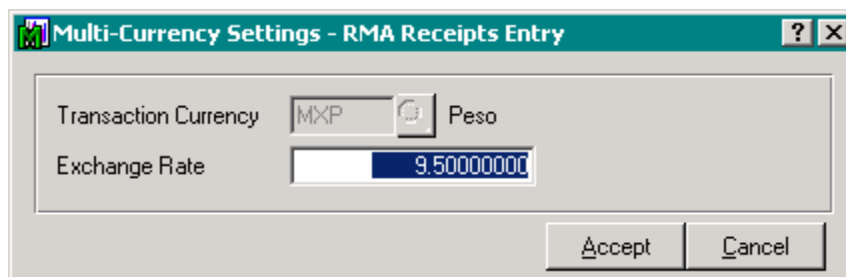 Multi-Currency Settings - RMA Receipts Entry ? X
Transaction Currency MXP Peso
Exchange Rate 9.50000000
Accept Cancel